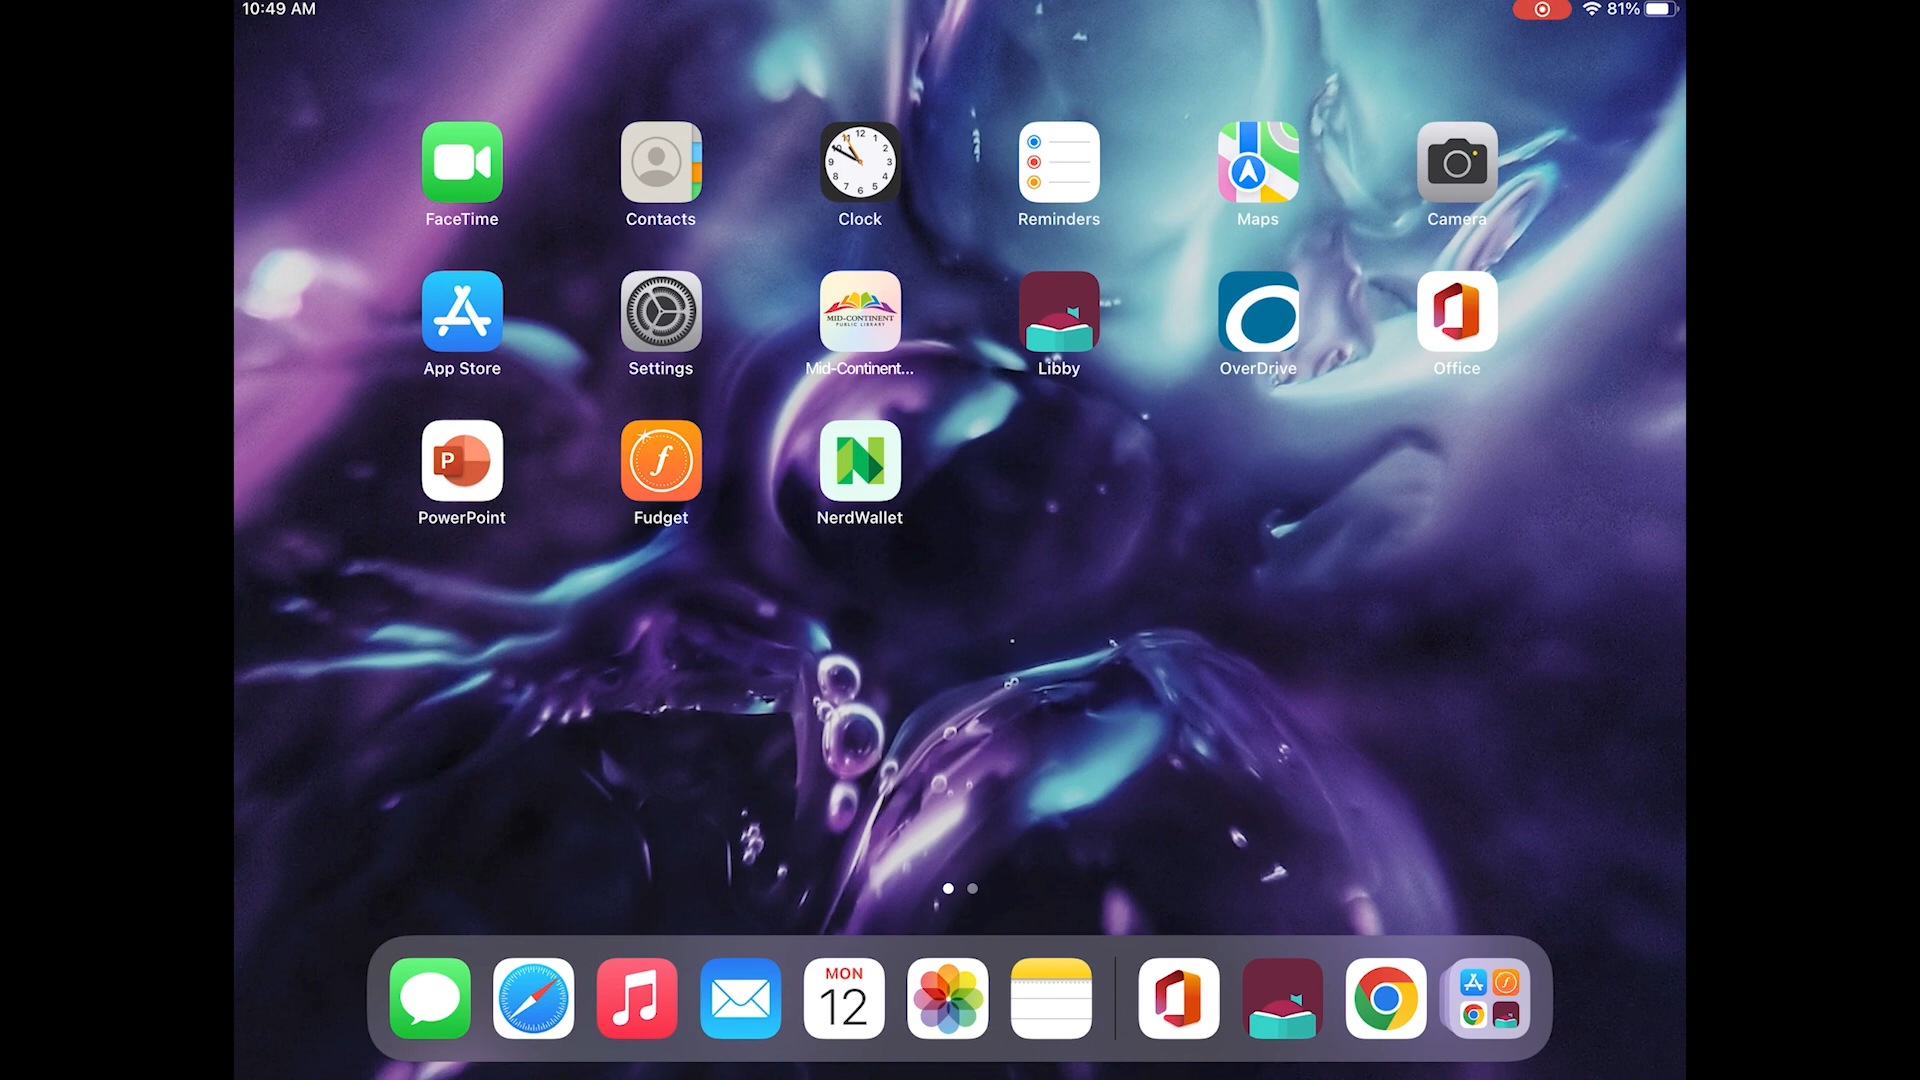 10:49 AM
81%
FaceTime
Contacts
Clock
Reminders
Maps
Camera
MID-CONTINENT
PUBLIC LIBRARY
App Store
Settings
Mid-Continent...
Libby
OverDrive
Office
P
f
N
PowerPoint
Fudget
NerdWallet
MON
12